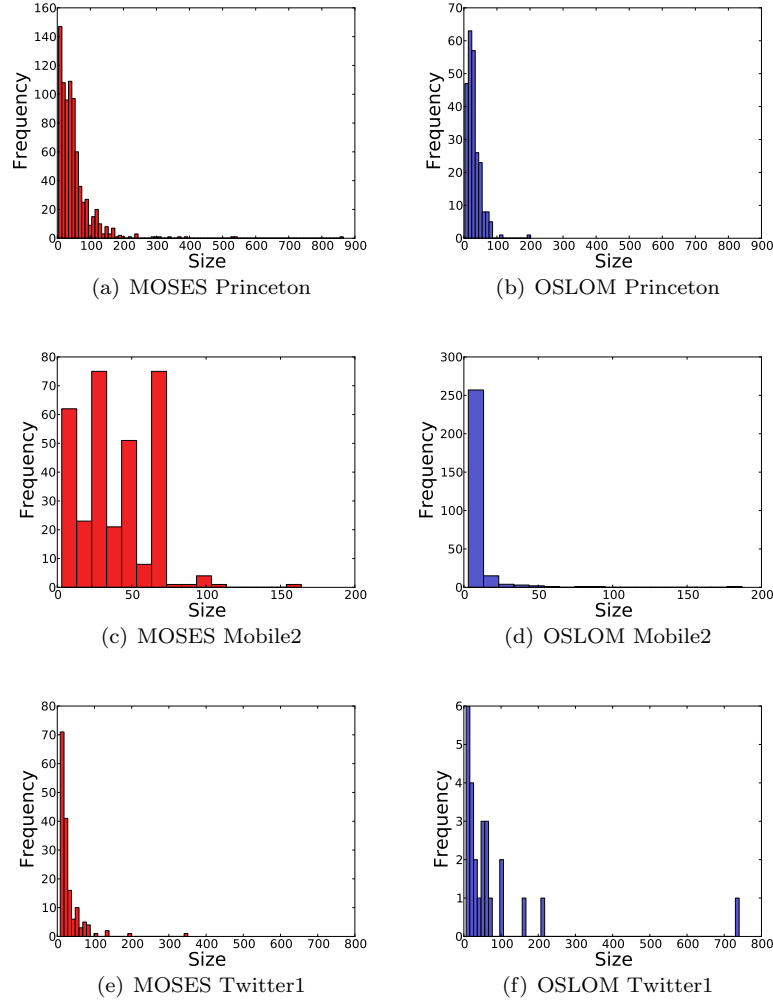 160
140
120
100
80
60
40
20
0
Frequency
0 100 200 300 400 500 600 700 800 900
Size
(a) MOSES Princeton
70
60
50
40
30
20
10
0
Frequency
0 100 200 300 400 500 600 700 800 900
Size
(b) OSLOM Princeton
80
70
60
50
40
30
20
10
0
Frequency
0 50 100 150 200
Size
(c) MOSES Mobile2
300
250
200
150
100
50
0
Frequency
0 50 100 150 200
Size
(d) OSLOM Mobile2
80
70
60
50
40
30
20
10
0
Frequency
0 100 200 300 400 500 600 700 800
Size
(e) MOSES Twitter1
6
5
4
3
2
1
0
Frequency
0 100 200 300 400 500 600 700 800
Size
(f) OSLOM Twitter1